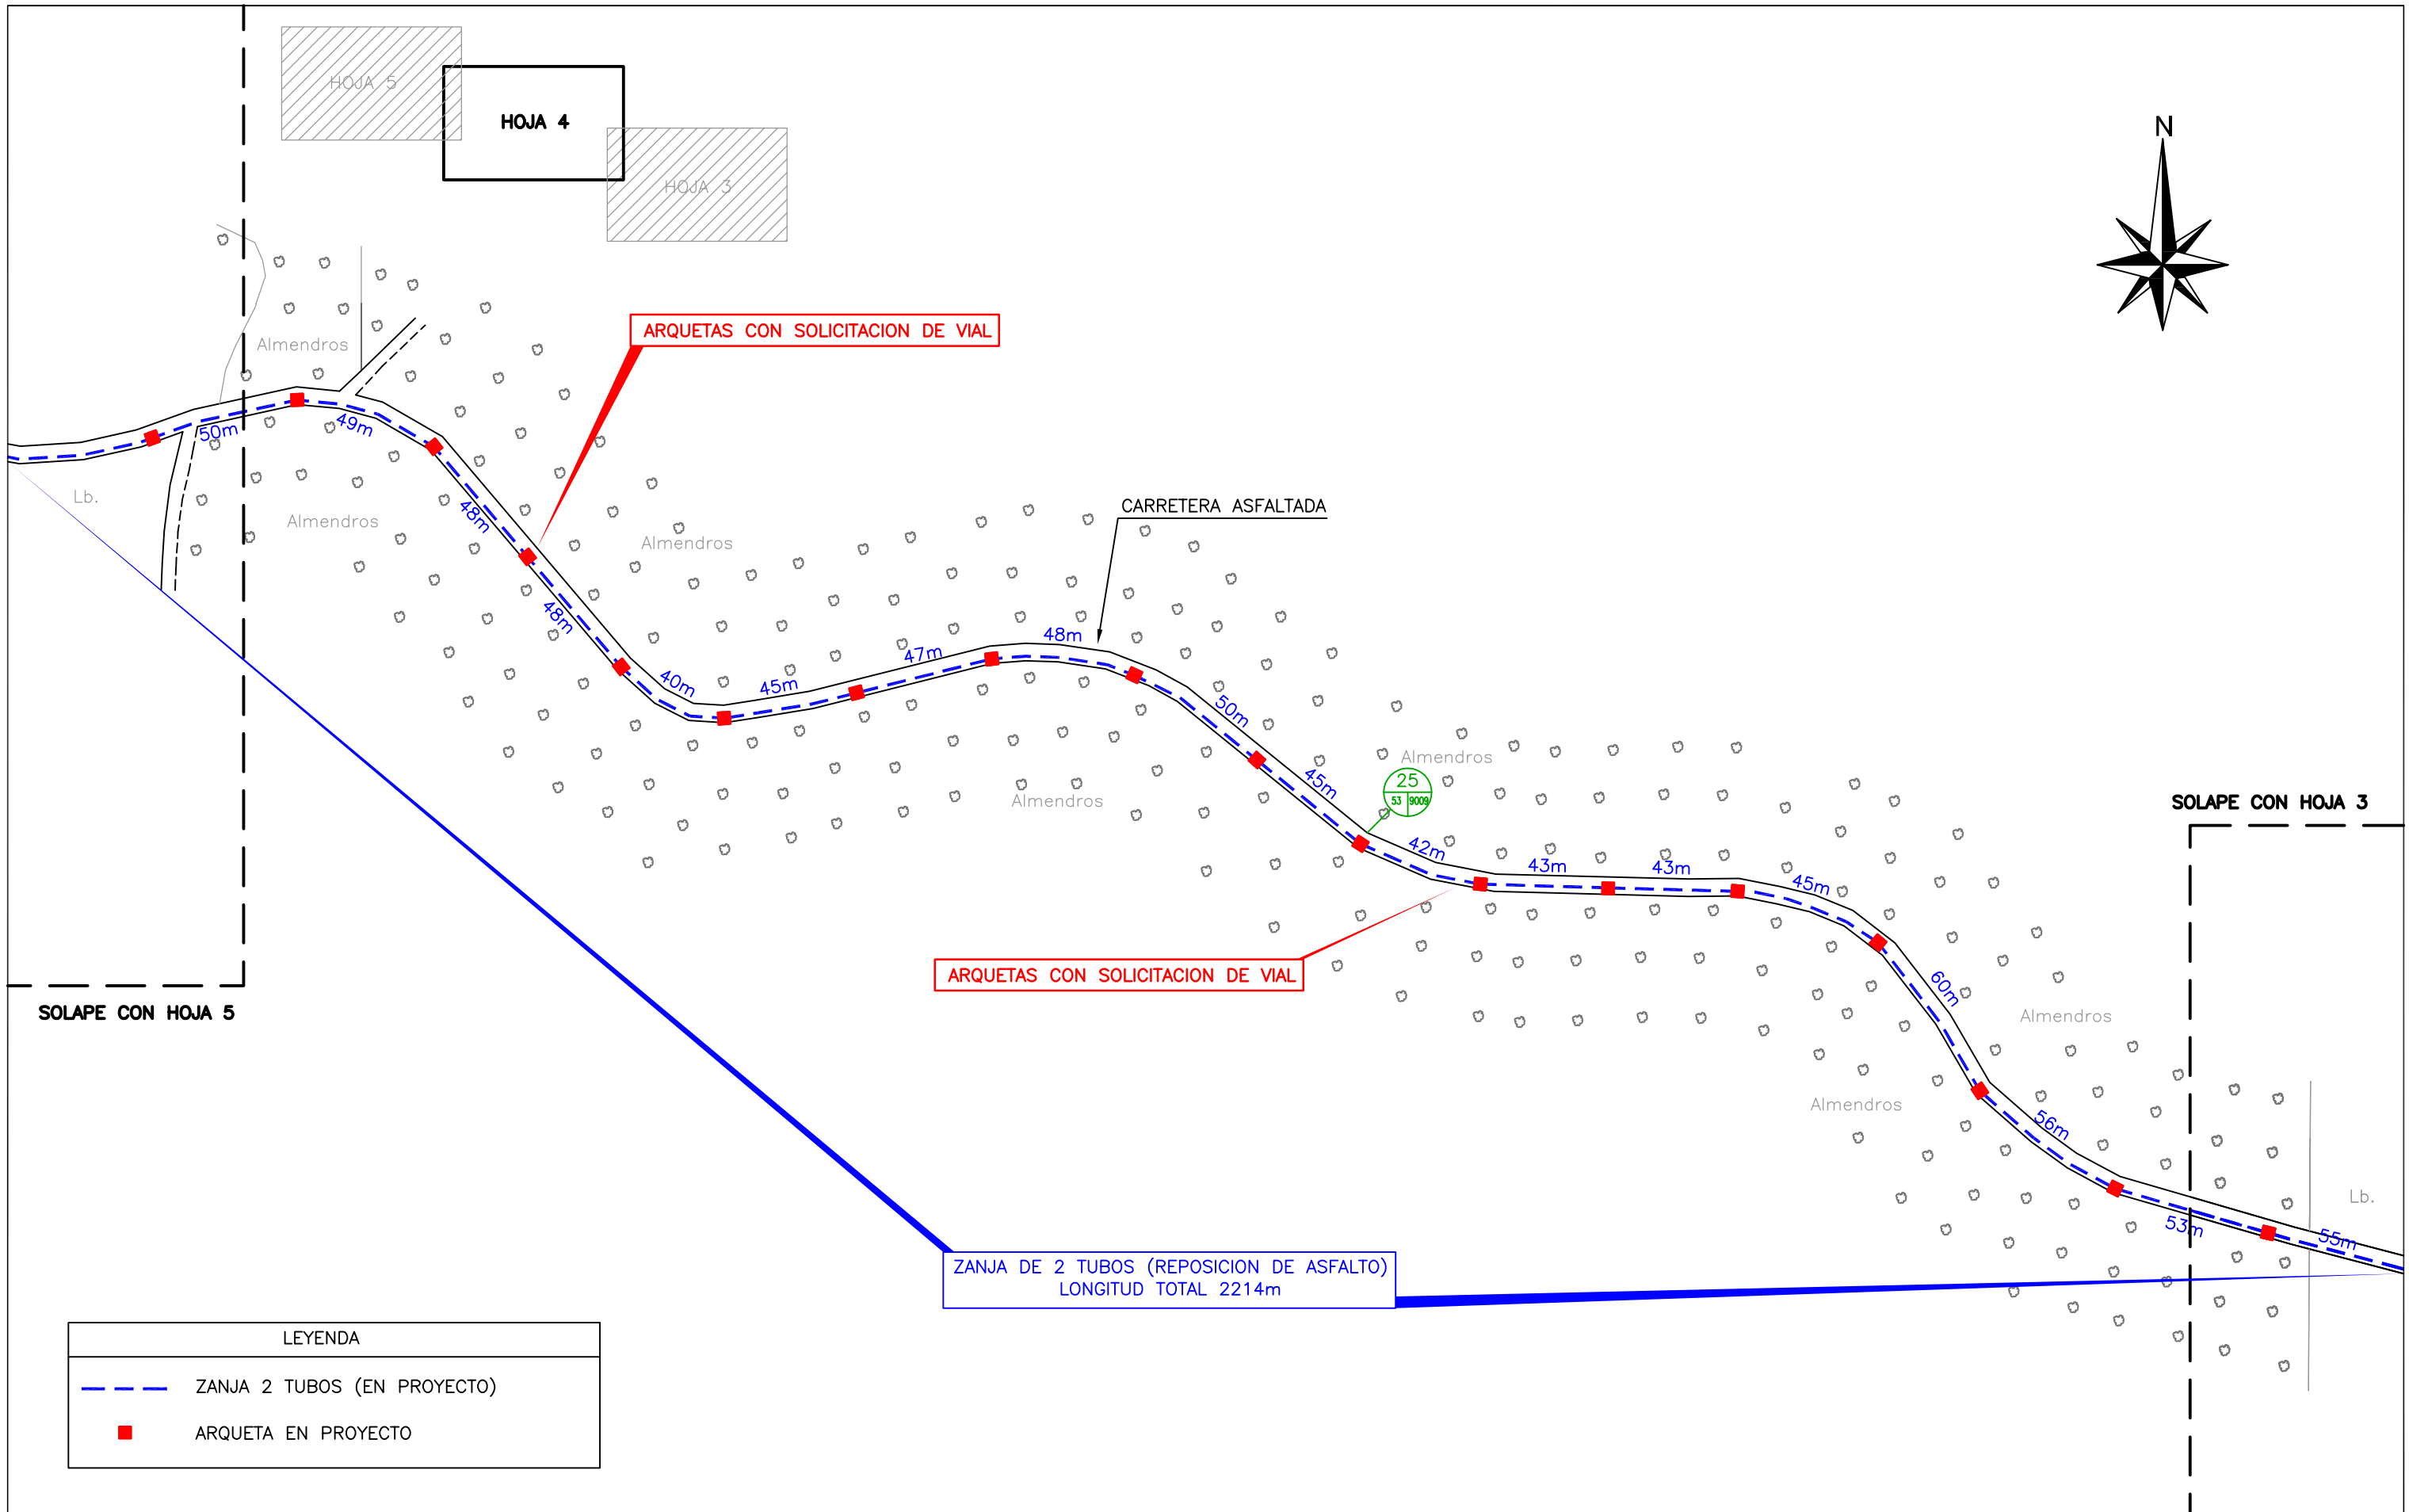 HOJA 5
HOJA 4
HOJA 3
N
ARQUETAS CON SOLICITACION DE VIAL
Almendros
50m
49m
Lb.
Almendros
48m
Almendros
CARRETERA ASFALTADA
48m
40m
45m
47m
48m
50m
45m
Almendros
Almendros
25
53 9009
SOLAPE CON HOJA 3
42m
43m
43m
45m
ARQUETAS CON SOLICITACION DE VIAL
60m
SOLAPE CON HOJA 5
Almendros
Almendros
56m
Lb.
53m
55m
ZANJA DE 2 TUBOS (REPOSICION DE ASFALTO)
LONGITUD TOTAL 2214m
LEYENDA
ZANJA 2 TUBOS (EN PROYECTO)
ARQUETA EN PROYECTO